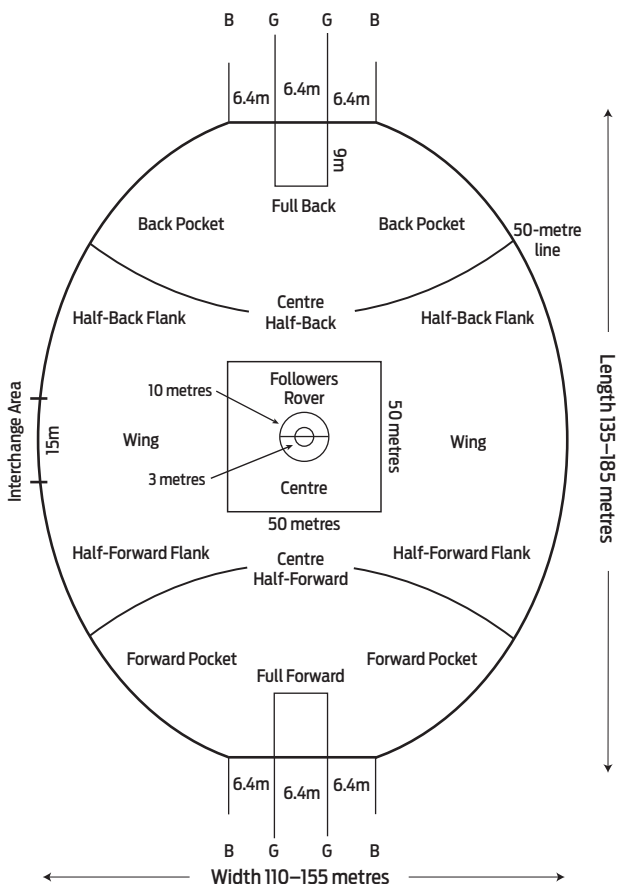 B G G B
6.4m 6.4m 6.4m
9m
Full Back
Back Pocket Back Pocket
50-metre
line
Half-Back Flank
Centre
Half-Back
Half-Back Flank
Interchange Area
15m
10 metres
Followers
Rover
50 metres
Wing Wing
3 metres
Centre
50 metres
Length 135–185 metres
Half-Forward Flank
Centre
Half-Forward
Half-Forward Flank
Forward Pocket Forward Pocket
Full Forward
6.4m 6.4m 6.4m
B G G B
Width 110–155 metres